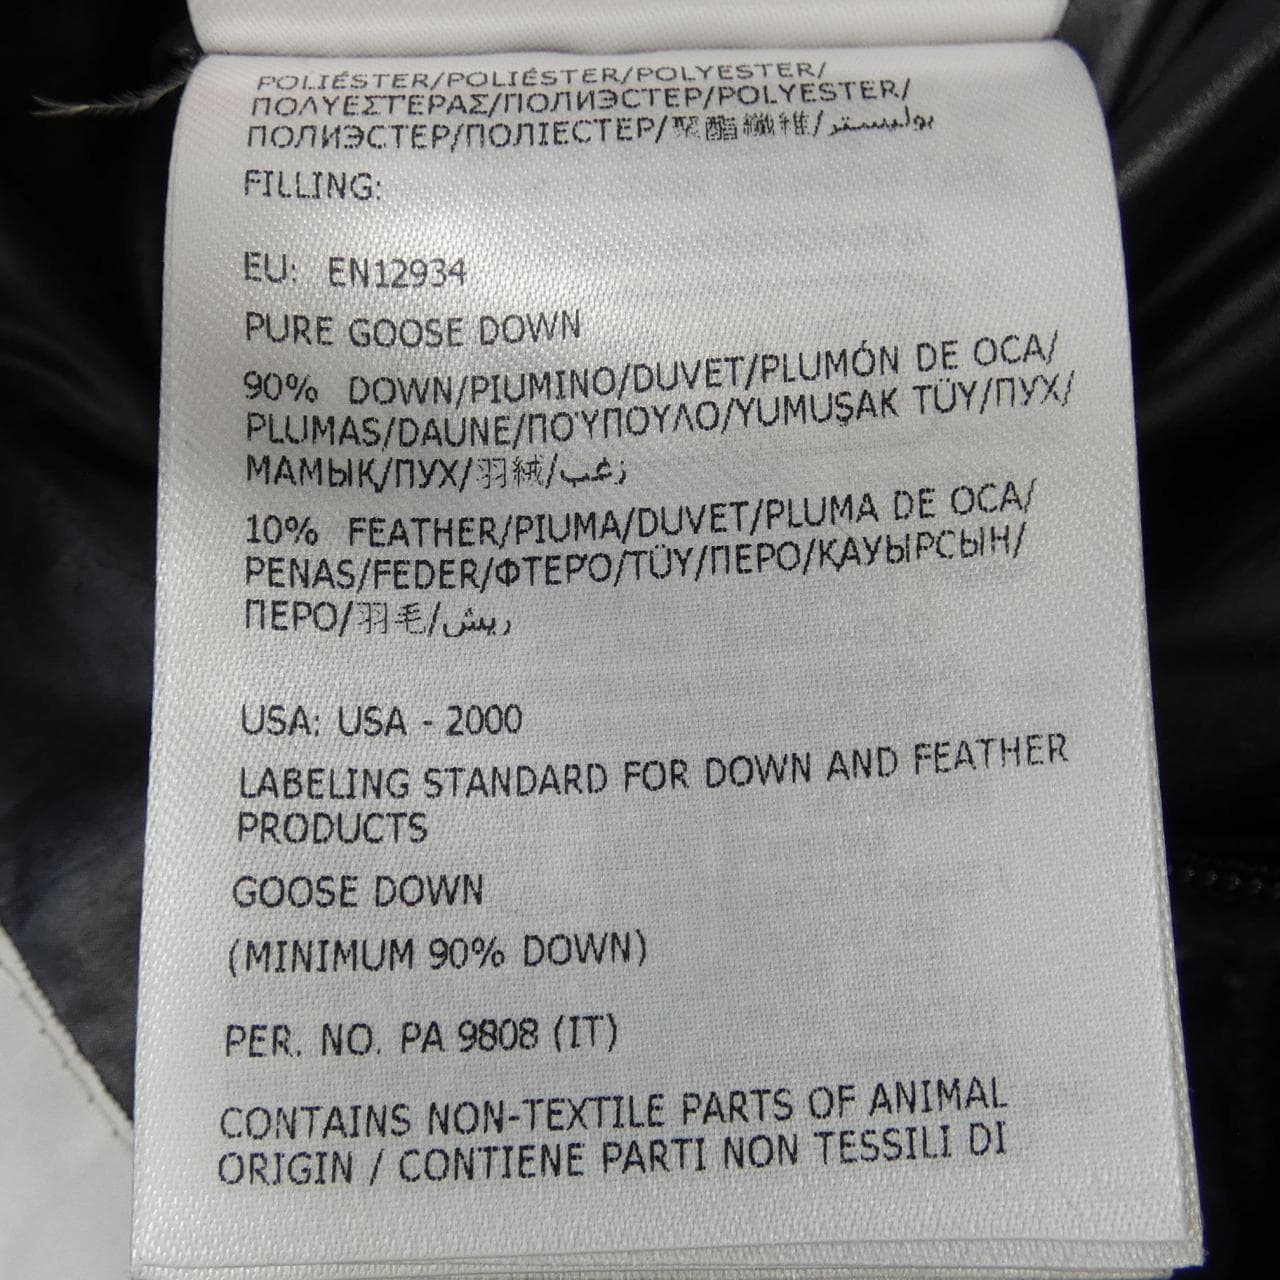 POLIÉSTER/POLIÉSTER/POLYESTER/
ΠΟΛΥΕΣΤΕΡΑΣ/ПОЛИЭСТЕР/POLYESTER/
ПОЛИЭСТЕР/ПОЛІЕСТЕР/聚酯纖維/بوليستر
FILLING:
EU: EN12934
PURE GOOSE DOWN
90% DOWN/PIUMINO/DUVET/PLUMÓN DE OCA/
PLUMAS/DAUNE/ΠΟΎΠΟΥΛΟ/YUMUŞAK TÜY/ПУХ/
МАМЫҚ/ПУХ/羽絨/زغب
10% FEATHER/PIUMA/DUVET/PLUMA DE OCA/
PENAS/FEDER/ΦΤΕΡΌ/TÜY/ПЕРО/ҚАУЫРСЫН/
ПЕРО/羽毛/ريش
USA: USA - 2000
LABELING STANDARD FOR DOWN AND FEATHER
PRODUCTS
GOOSE DOWN
(MINIMUM 90% DOWN)
PER. NO. PA 9808 (IT)
CONTAINS NON-TEXTILE PARTS OF ANIMAL
ORIGIN / CONTIENE PARTI NON TESSILI DI